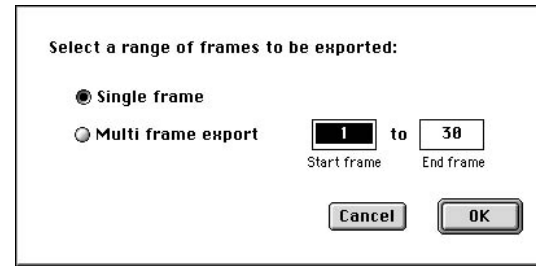 Select a range of frames to be exported:
Single frame
Multi frame export 1 to 30
Start frame End frame
Cancel OK